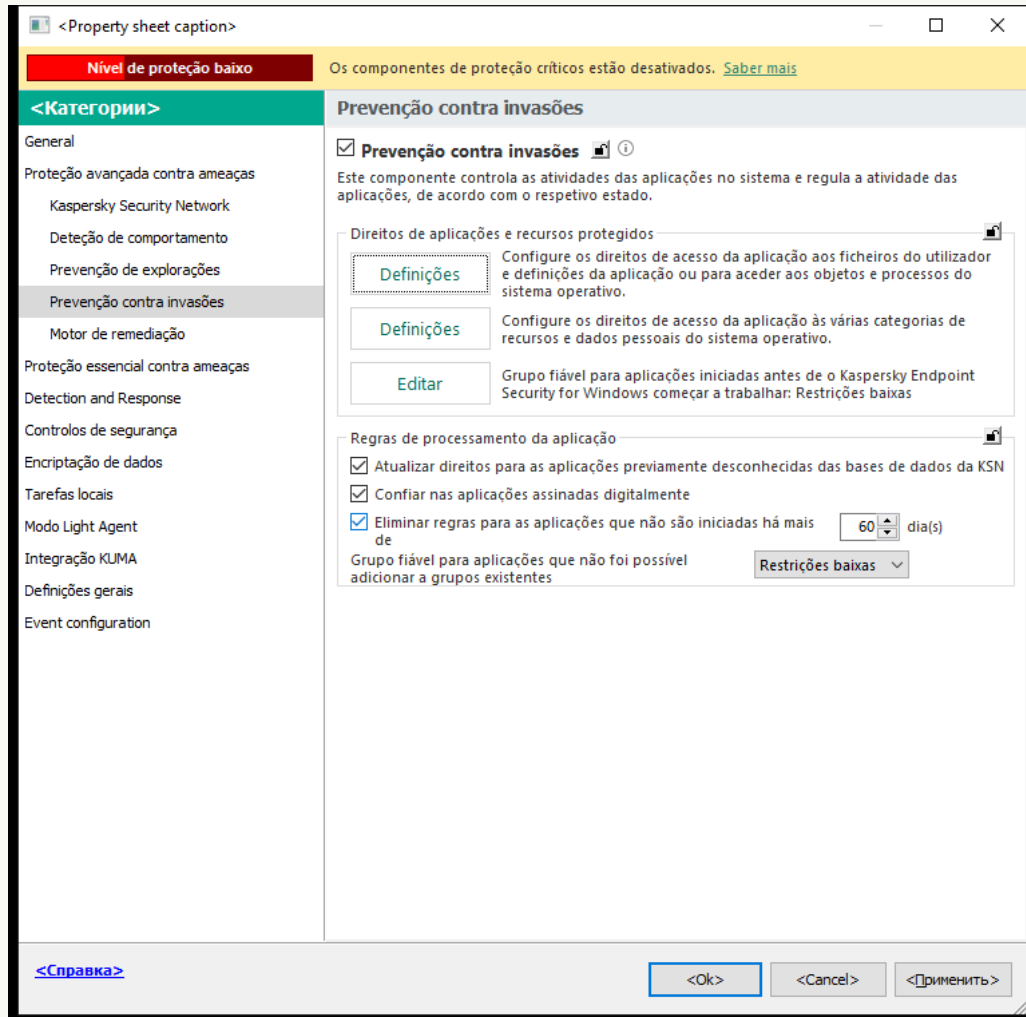 <Property sheet caption>
Nível de proteção baixo
Os componentes de proteção críticos estão desativados. Saber mais
<Категории>
General
Proteção avançada contra ameaças
Kaspersky Security Network
Deteção de comportamento
Prevenção de explorações
Prevenção contra invasões
Motor de remediação
Proteção essencial contra ameaças
Detection and Response
Controlos de segurança
Encriptação de dados
Tarefas locais
Modo Light Agent
Integração KUMA
Definições gerais
Event configuration
Prevenção contra invasões
Prevenção contra invasões
Este componente controla as atividades das aplicações no sistema e regula a atividade das
aplicações, de acordo com o respetivo estado.
Direitos de aplicações e recursos protegidos
Definições
Configure os direitos de acesso da aplicação aos ficheiros do utilizador
e definições da aplicação ou para aceder aos objetos e processos do
sistema operativo.
Definições
Configure os direitos de acesso da aplicação às várias categorias de
recursos e dados pessoais do sistema operativo.
Editar
Grupo fiável para aplicações iniciadas antes de o Kaspersky Endpoint
Security for Windows começar a trabalhar: Restrições baixas
Regras de processamento da aplicação
Atualizar direitos para as aplicações previamente desconhecidas das bases de dados da KSN
Confiar nas aplicações assinadas digitalmente
Eliminar regras para as aplicações que não são iniciadas há mais
de
60 dia(s)
Grupo fiável para aplicações que não foi possível
adicionar a grupos existentes
Restrições baixas
<Справка>
<Ok>
<Cancel>
<Применить>